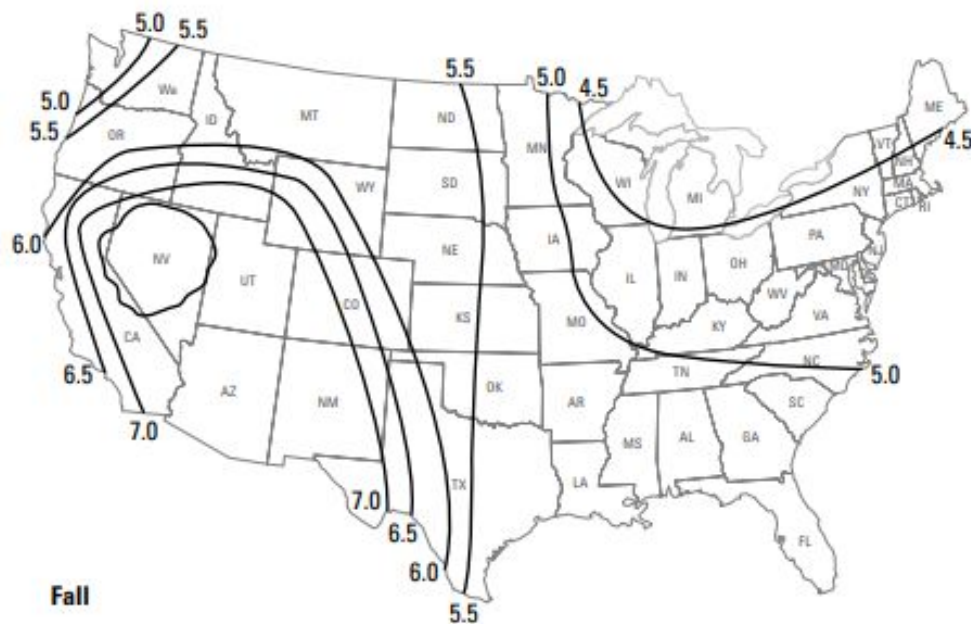 5.0
5.5
5.5
5.0
4.5
ME
Wa
5.0
MT
ND
VT
4.5
5.5
ID
MN
NH
OR
WI
NY
MA
WY
SD
MI
CT
RI
6.0
IA
PA
NE
NJ
NV
OH
MD
UT
IL
IN
WV
CO
KS
MO
VA
CA
KY
6.5
NC
5.0
TN
AZ
NM
OK
AR
SC
7.0
MS
AL
GA
TX
LA
7.0
6.5
FL
6.0
Fall
5.5